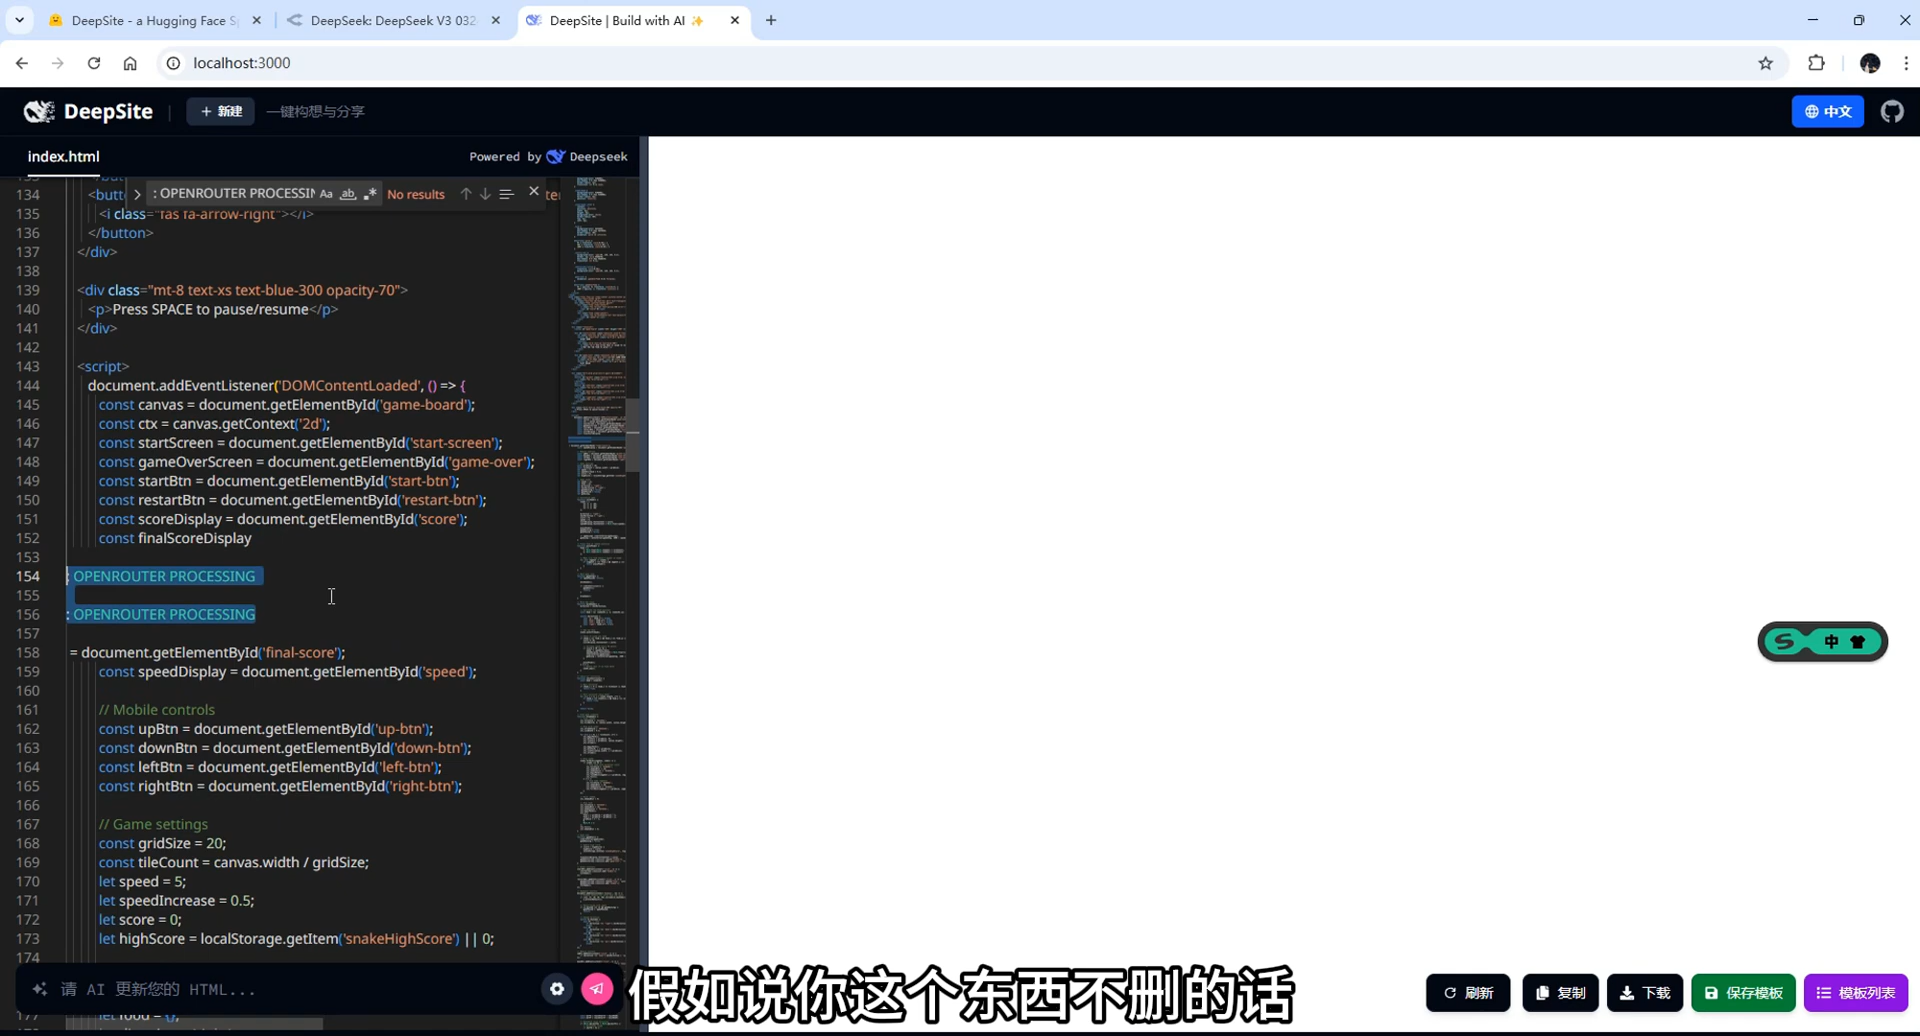 DeepSite - a Hugging Face S
DeepSeek: DeepSeek V3 032
DeepSite | Build with AI ✨
localhost:3000
DeepSite
+ 新建
一键构想与分享
中文
index.html
Powered by Deepseek
: OPENROUTER PROCESSIN
No results
134 <butt
135 <i class="fas fa-arrow-right"></i>
136 </button>
137 </div>
138
139 <div class="mt-8 text-xs text-blue-300 opacity-70">
140 <p>Press SPACE to pause/resume</p>
141 </div>
142
143 <script>
144 document.addEventListener('DOMContentLoaded', () => {
145 const canvas = document.getElementById('game-board');
146 const ctx = canvas.getContext('2d');
147 const startScreen = document.getElementById('start-screen');
148 const gameOverScreen = document.getElementById('game-over');
149 const startBtn = document.getElementById('start-btn');
150 const restartBtn = document.getElementById('restart-btn');
151 const scoreDisplay = document.getElementById('score');
152 const finalScoreDisplay
153
154 : OPENROUTER PROCESSING
155
156 : OPENROUTER PROCESSING
157
158 = document.getElementById('final-score');
159 const speedDisplay = document.getElementById('speed');
160
161 // Mobile controls
162 const upBtn = document.getElementById('up-btn');
163 const downBtn = document.getElementById('down-btn');
164 const leftBtn = document.getElementById('left-btn');
165 const rightBtn = document.getElementById('right-btn');
166
167 // Game settings
168 const gridSize = 20;
169 const tileCount = canvas.width / gridSize;
170 let speed = 5;
171 let speedIncrease = 0.5;
172 let score = 0;
173 let highScore = localStorage.getItem('snakeHighScore') || 0;
174
请 AI 更新您的 HTML...
假如说你这个东西不删的话
刷新
复制
下载
保存模板
模板列表
中